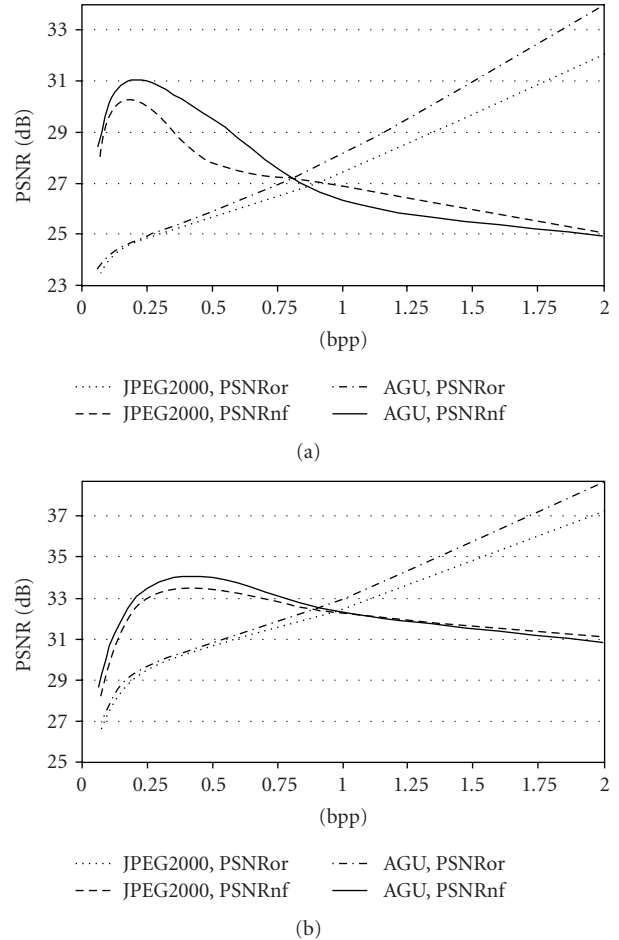 33
31
29
27
25
23
PSNR (dB)
0 0.25 0.5 0.75 1 1.25 1.5 1.75 2
(bpp)
JPEG2000, PSNRor AGU, PSNRor
JPEG2000, PSNRnf AGU, PSNRnf
(a)
37
35
33
31
29
27
25
PSNR (dB)
0 0.25 0.5 0.75 1 1.25 1.5 1.75 2
(bpp)
JPEG2000, PSNRor AGU, PSNRor
JPEG2000, PSNRnf AGU, PSNRnf
(b)